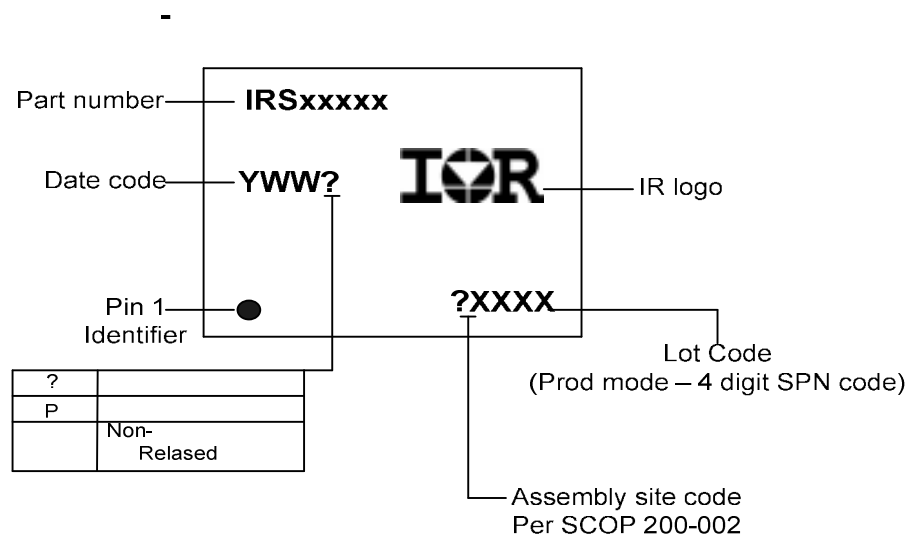 -
Part number
IRSxxxxx
Date code
YWW?
IOR
IR logo
Pin 1
Identifier
?XXXX
Lot Code
(Prod mode – 4 digit SPN code)
?
P
Non-
Relased
Assembly site code
Per SCOP 200-002